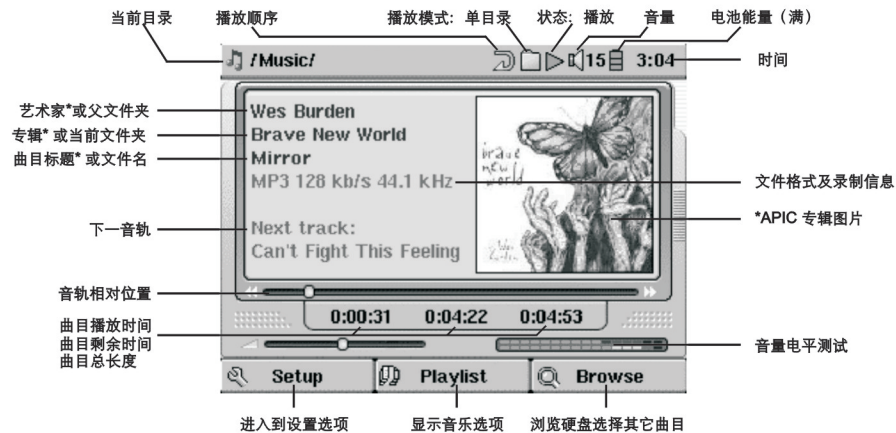 当前目录 播放顺序 播放模式: 单目录 状态: 播放 音量 电池能量（满）
/Music/ 15 3:04 时间
艺术家*或父文件夹 Wes Burden
专辑* 或当前文件夹 Brave New World
曲目标题* 或文件名 Mirror
MP3 128 kb/s 44.1 kHz 文件格式及录制信息
brave new world
*APIC 专辑图片
下一音轨 Next track:
Can't Fight This Feeling
音轨相对位置
曲目播放时间 0:00:31 0:04:22 0:04:53
曲目剩余时间
曲目总长度
音量电平测试
Setup Playlist Browse
进入到设置选项 显示音乐选项 浏览硬盘选择其它曲目